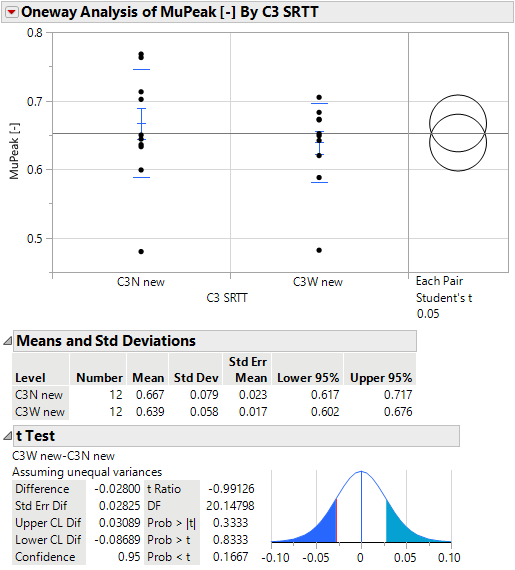 Oneway Analysis of MuPeak [-] By C3 SRTT
0.8
0.7
0.6
0.5
MuPeak [-]
C3N new
C3W new
C3 SRTT
Each Pair
Student's t
0.05
Means and Std Deviations
Level Number Mean Std Dev Std Err Mean Lower 95% Upper 95%
C3N new 12 0.667 0.079 0.023 0.617 0.717
C3W new 12 0.639 0.058 0.017 0.602 0.676
t Test
C3W new-C3N new
Assuming unequal variances
Difference -0.02800 t Ratio -0.99126
Std Err Dif 0.02825 DF 20.14798
Upper CL Dif 0.03089 Prob > |t| 0.3333
Lower CL Dif -0.08689 Prob > t 0.8333
Confidence 0.95 Prob < t 0.1667
-0.10 -0.05 0.00 0.05 0.10